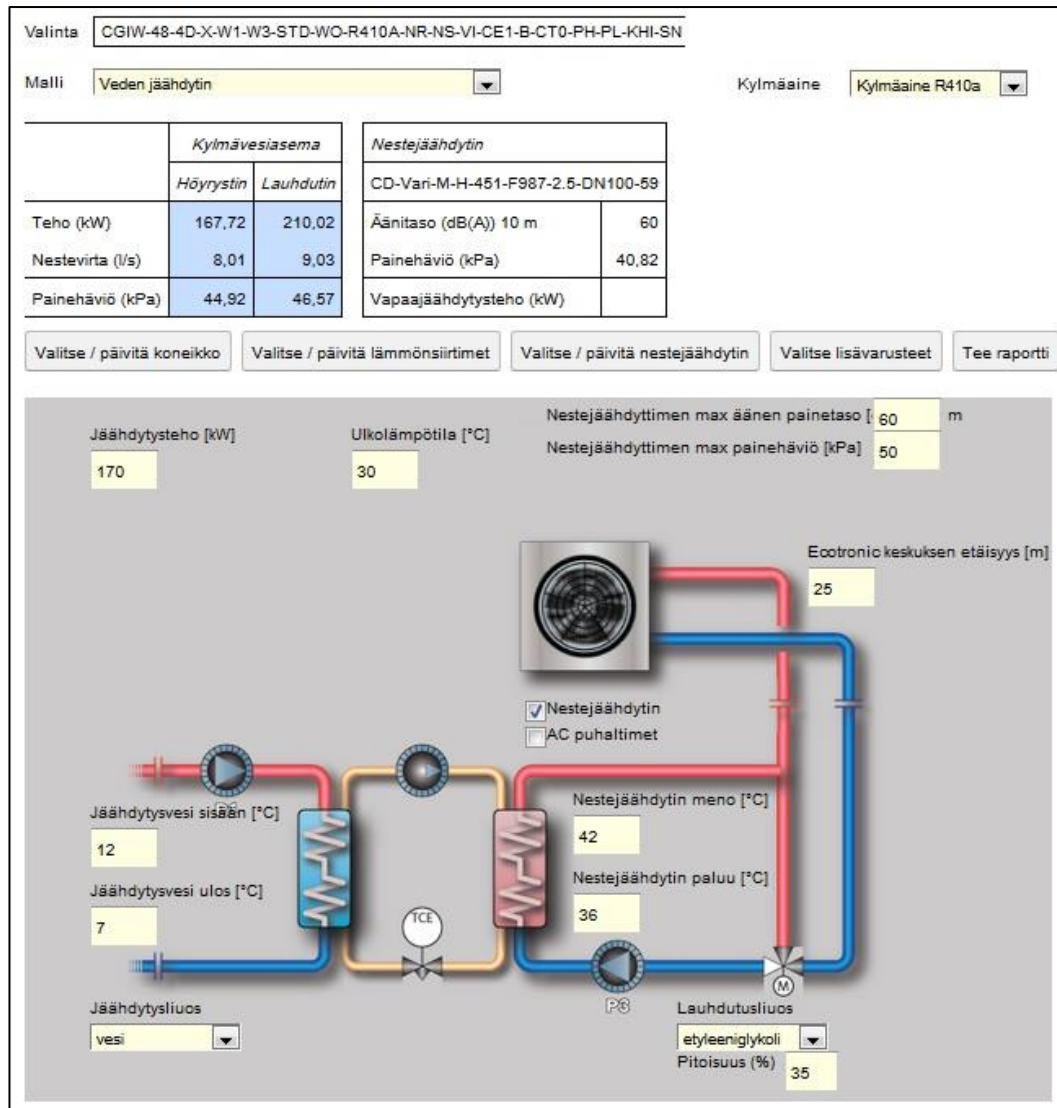 Valinta CGIW-48-4D-X-W1-W3-STD-WO-R410A-NR-NS-VI-CE1-B-CT0-PH-PL-KHI-SN
Malli Veden jäähdytin Kylmäaine Kylmäaine R410a
Kylmävesiasema Nestejäähdytin
Höyrystin Lauhdutin CD-Vari-M-H-451-F987-2.5-DN100-59
Teho (kW) 167,72 210,02 Äänitaso (dB(A)) 10 m 60
Nestevirta (l/s) 8,01 9,03 Painehäviö (kPa) 40,82
Painehäviö (kPa) 44,92 46,57 Vapaajäähdytysteho (kW)
Valitse / päivitä koneikko Valitse / päivitä lämmönsiirtimet Valitse / päivitä nestejäähdytin Valitse lisävarusteet Tee raportti
Nestejäähdyttimen max äänen painetaso [ 60 m
Jäähdytysteho [kW] Ulkolämpötila [°C] Nestejäähdyttimen max painehäviö [kPa] 50
170 30
Ecotronic keskuksen etäisyys [m]
25
Nestejäähdytin
AC puhaltimet
Jäähdytysvesi sisään [°C] Nestejäähdytin meno [°C]
12 42
Jäähdytysvesi ulos [°C] Nestejäähdytin paluu [°C]
7 TCE 36
M
P3
Jäähdytysliuos Lauhdutusliuos
vesi etyleeniglykoli
Pitoisuus (%) 35